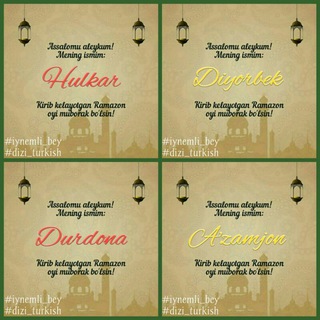 Assalomu aleykum!
Mening ismim:
Hulkar
Kirib kelayotgan Ramazon
oyi muborak bo'lsin!
#iynemli_bey
#dizi_turkish
Assalomu aleykum!
Mening ismim:
Diyorbek
Kirib kelayotgan Ramazon
oyi muborak bo'lsin!
#iynemli_bey
#dizi_turkish
Assalomu aleykum!
Mening ismim:
Durdona
Kirib kelayotgan Ramazon
oyi muborak bo'lsin!
#iynemli_bey
#dizi_turkish
Assalomu aleykum!
Mening ismim:
A'zamjon
Kirib kelayotgan Ramazon
oyi muborak bo'lsin!
#iynemli_bey
#dizi_turkish